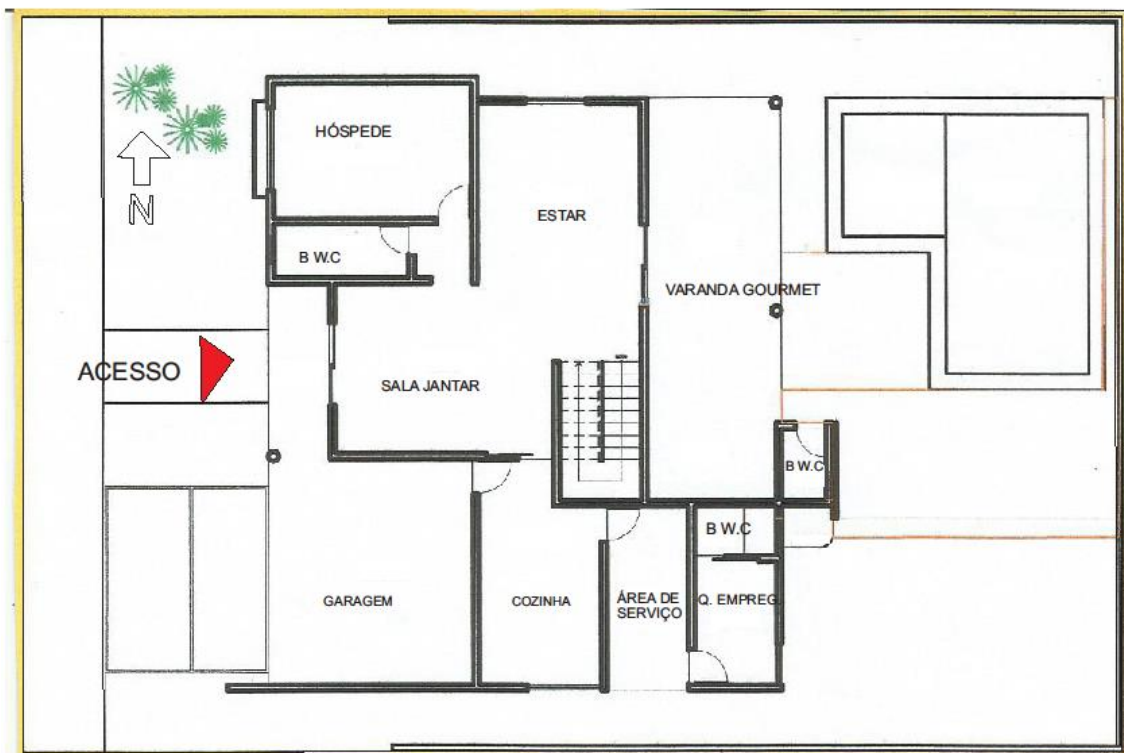 HÓSPEDE
N
ESTAR
B W.C
VARANDA GOURMET
ACESSO
SALA JANTAR
B W.C
B W.C
GARAGEM
COZINHA
ÁREA DE
SERVIÇO
Q. EMPREG.